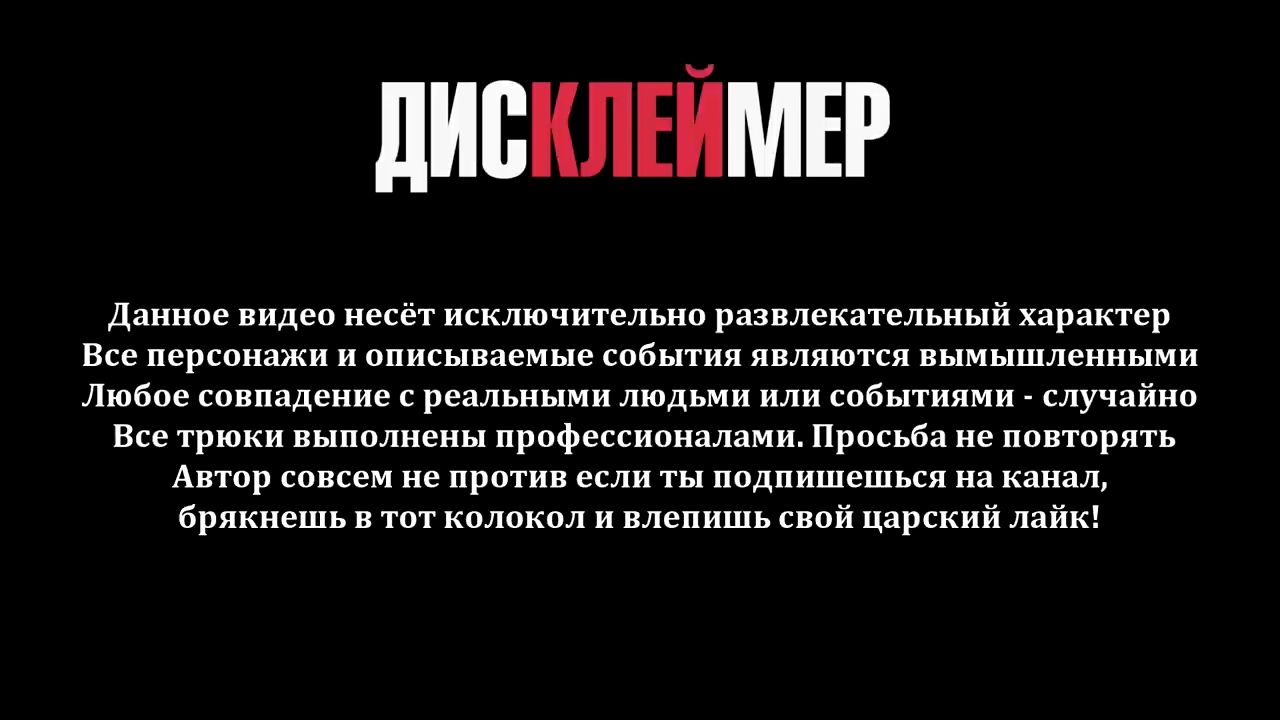 ДИСКЛЕЙМЕР
Данное видео несёт исключительно развлекательный характер
Все персонажи и описываемые события являются вымышленными
Любое совпадение с реальными людьми или событиями - случайно
Все трюки выполнены профессионалами. Просьба не повторять
Автор совсем не против если ты подпишешься на канал,
брякнешь в тот колокол и влепишь свой царский лайк!